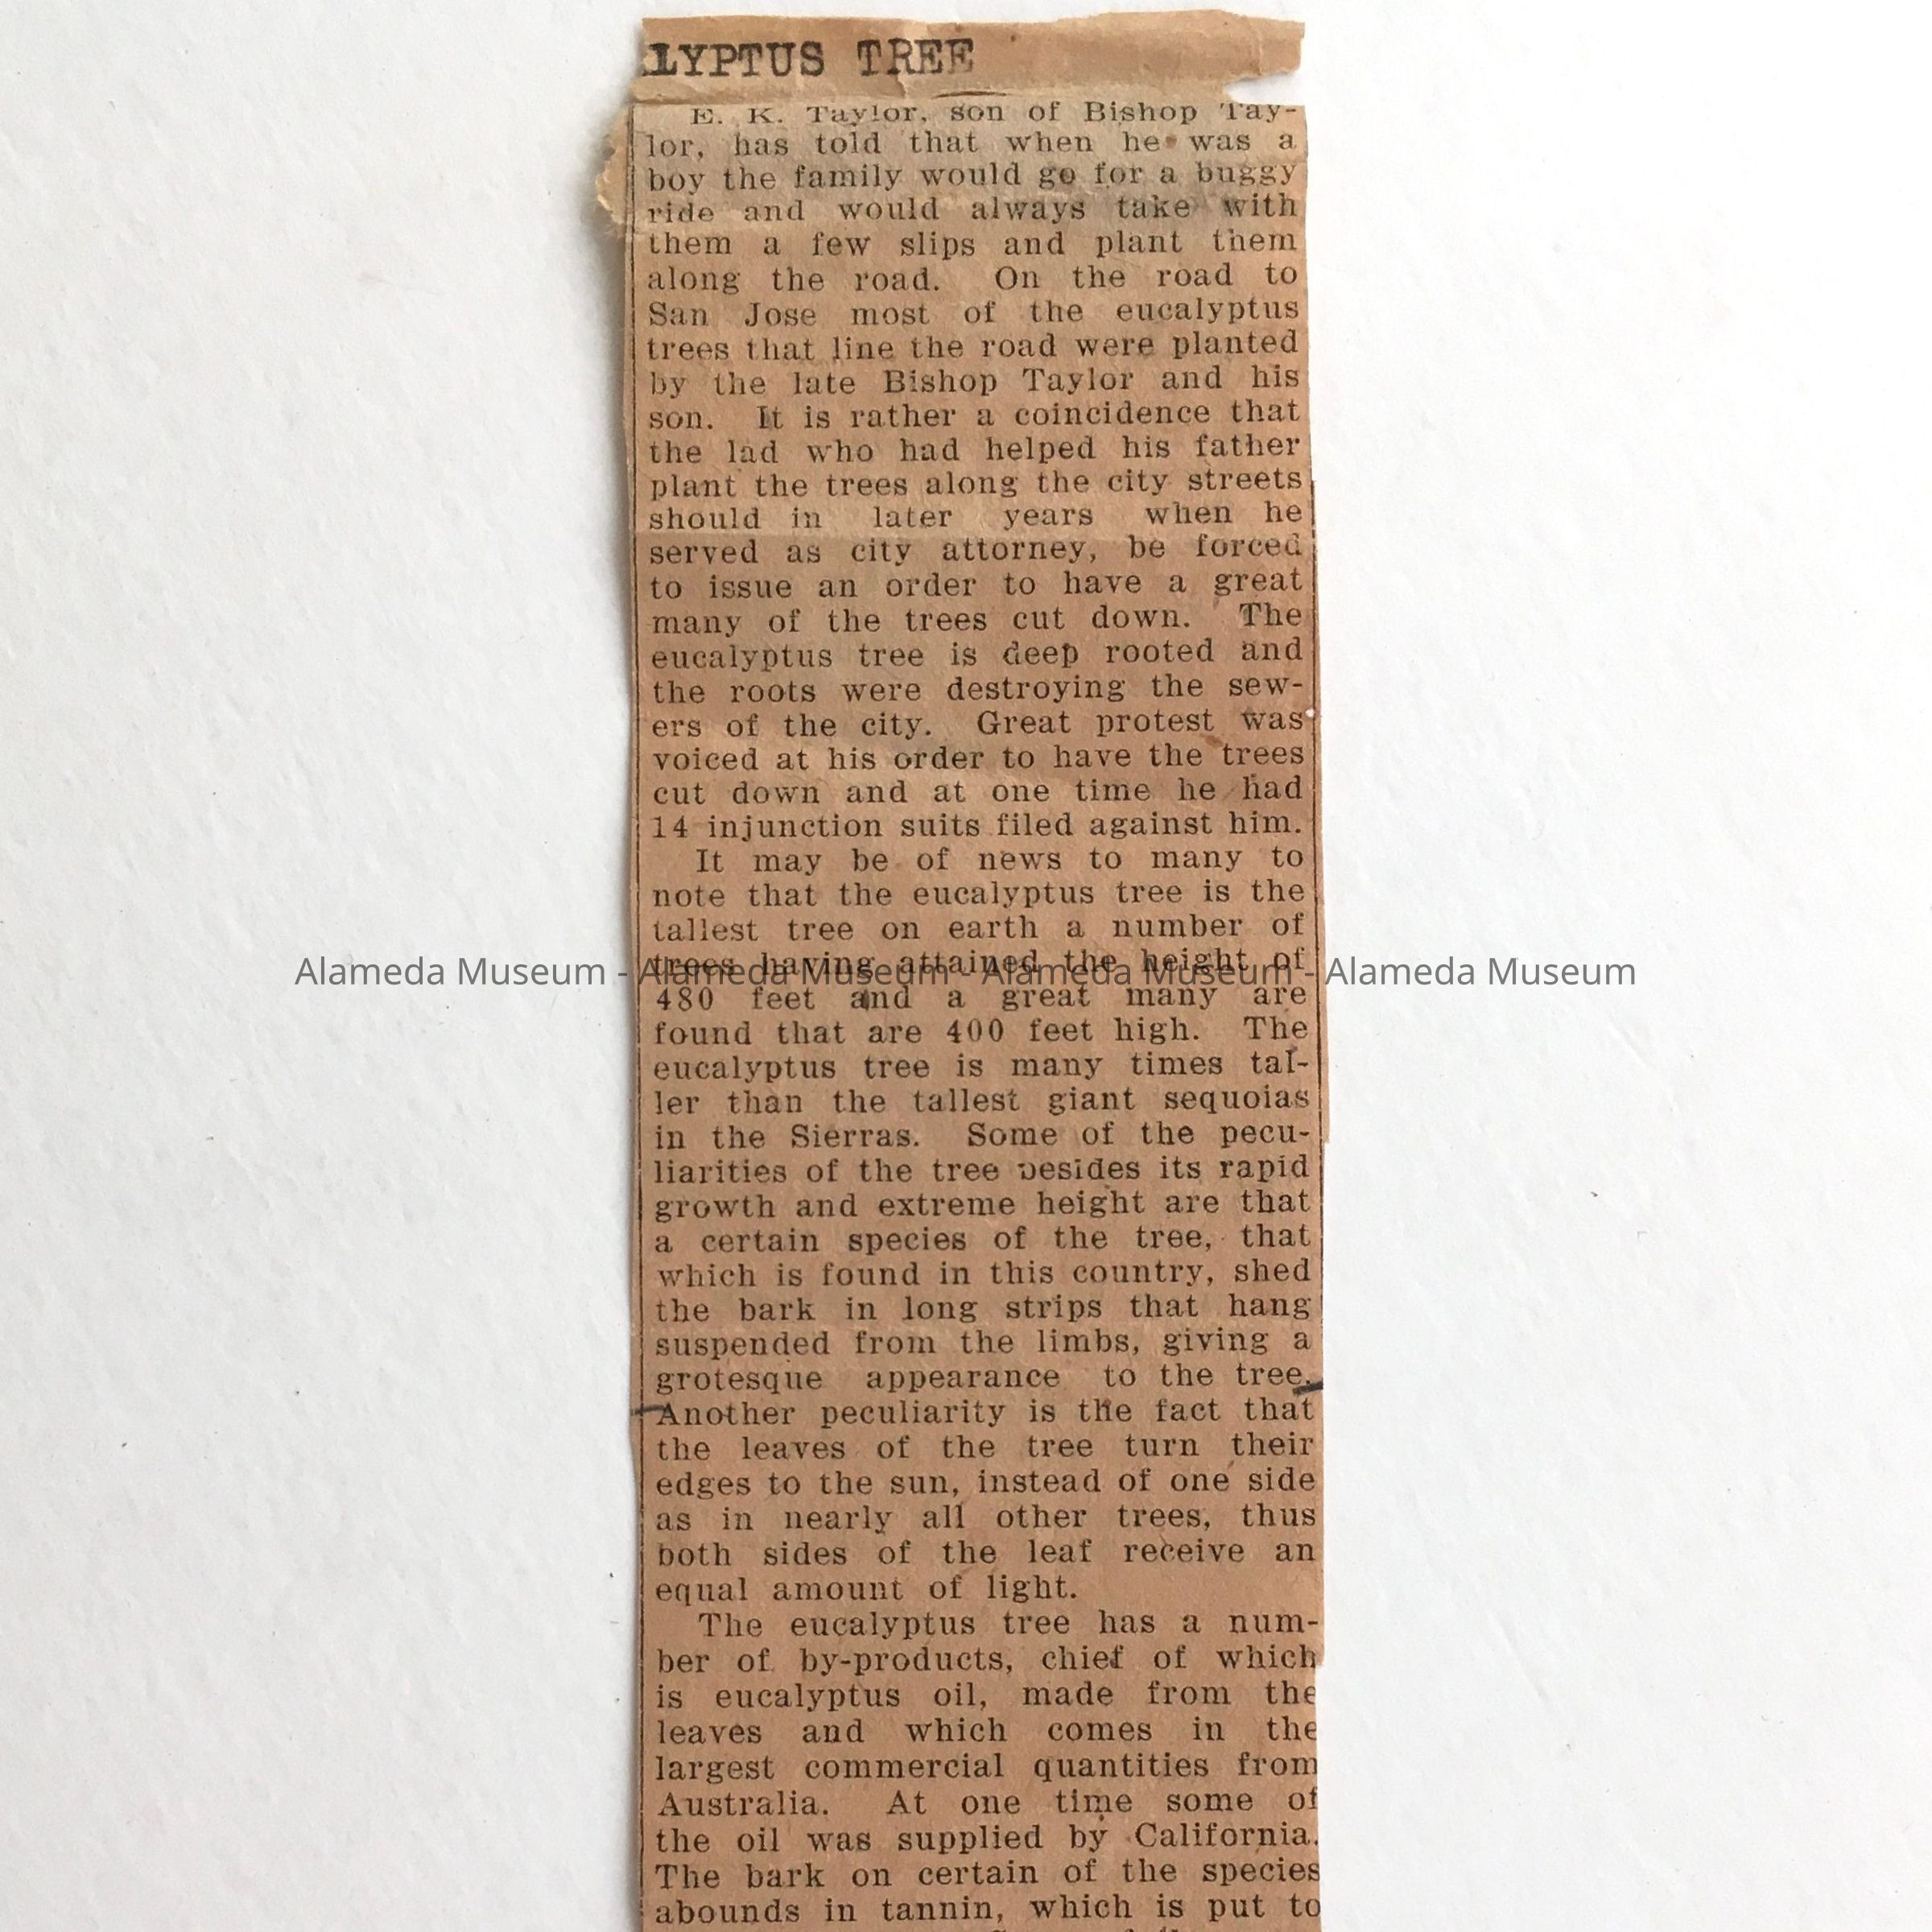 LYPTUS TREE
E. K. Taylor, son of Bishop Tay-
lor, has told that when he was a
boy the family would go for a buggy
ride and would always take with
them a few slips and plant them
along the road. On the road to
San Jose most of the eucalyptus
trees that line the road were planted
by the late Bishop Taylor and his
son. It is rather a coincidence that
the lad who had helped his father
plant the trees along the city streets
should in later years when he
served as city attorney, be forced
to issue an order to have a great
many of the trees cut down. The
eucalyptus tree is deep rooted and
the roots were destroying the sew-
ers of the city. Great protest was
voiced at his order to have the trees
cut down and at one time he had
14 injunction suits filed against him.
It may be of news to many to
note that the eucalyptus tree is the
tallest tree on earth a number of
trees having attained the height of
Alameda Museum - Alameda Museum - Alameda Museum - Alameda Museum
480 feet and a great many are
found that are 400 feet high. The
eucalyptus tree is many times tal-
ler than the tallest giant sequoias
in the Sierras. Some of the pecu-
liarities of the tree besides its rapid
growth and extreme height are that
a certain species of the tree, that
which is found in this country, shed
the bark in long strips that hang
suspended from the limbs, giving a
grotesque appearance to the tree.
Another peculiarity is the fact that
the leaves of the tree turn their
edges to the sun, instead of one side
as in nearly all other trees, thus
both sides of the leaf receive an
equal amount of light.
The eucalyptus tree has a num-
ber of by-products, chief of which
is eucalyptus oil, made from the
leaves and which comes in the
largest commercial quantities from
Australia. At one time some of
the oil was supplied by California.
The bark on certain of the species
abounds in tannin, which is put to